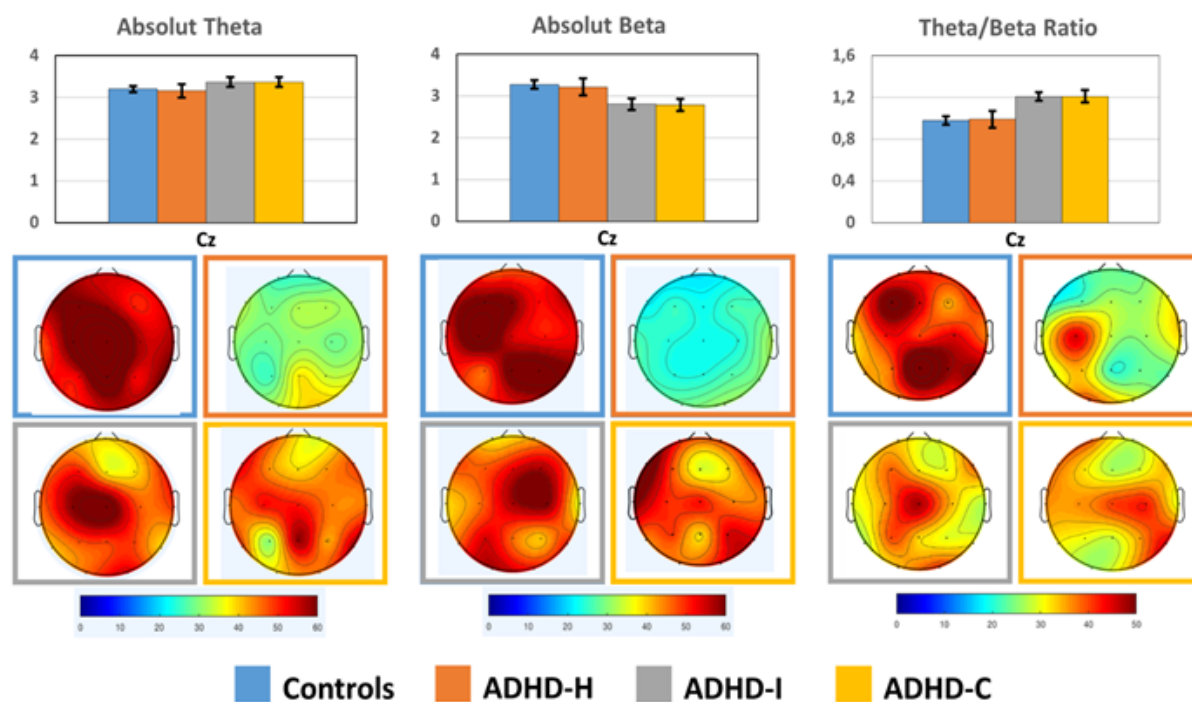 Absolut Theta
Absolut Beta
Theta/Beta Ratio
4
3
2
1
0
4
3
2
1
0
1,6
1,2
0,8
0,4
0
Cz
Cz
0 10 20 30 40 50 60
0 10 20 30 40 50 60
0 10 20 30 40 50
Controls ADHD-H ADHD-I ADHD-C